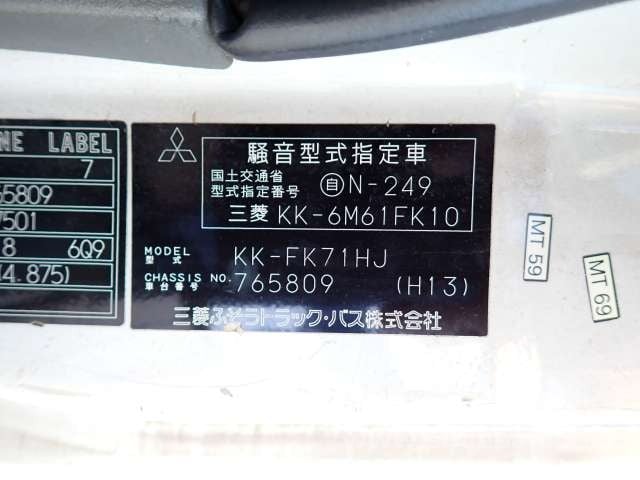 NE LABEL
7
65809
7501
8 6Q9
(4.875)
騒音型式指定車
国土交通省
型式指定番号 自N-249
三菱 KK-6M61FK10
MODEL
型式 KK-FK71HJ
CHASSIS NO.
車台番号 765809 (H13)
三菱ふそうトラック・バス株式会社
MT 59
MT 69